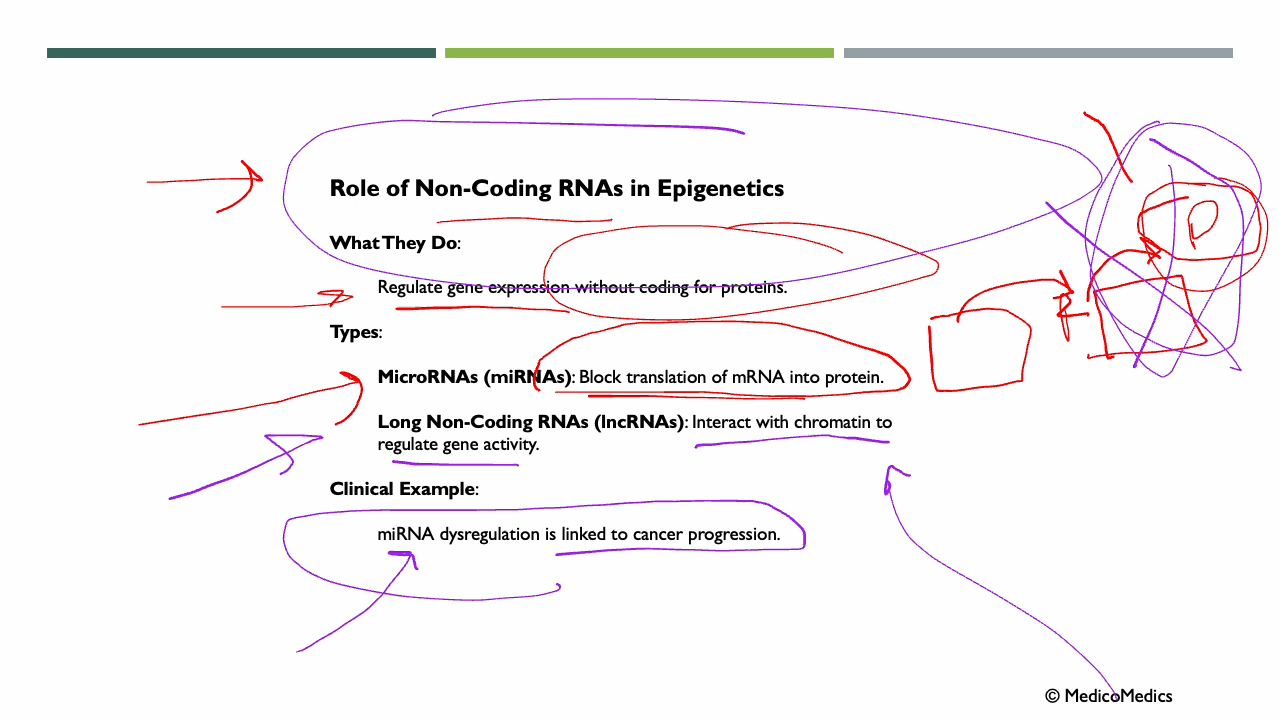 Role of Non-Coding RNAs in Epigenetics
What They Do:
Regulate gene expression without coding for proteins.
Types:
MicroRNAs (miRNAs): Block translation of mRNA into protein.
Long Non-Coding RNAs (lncRNAs): Interact with chromatin to
regulate gene activity.
Clinical Example:
miRNA dysregulation is linked to cancer progression.
P
R
© MedicoMedics